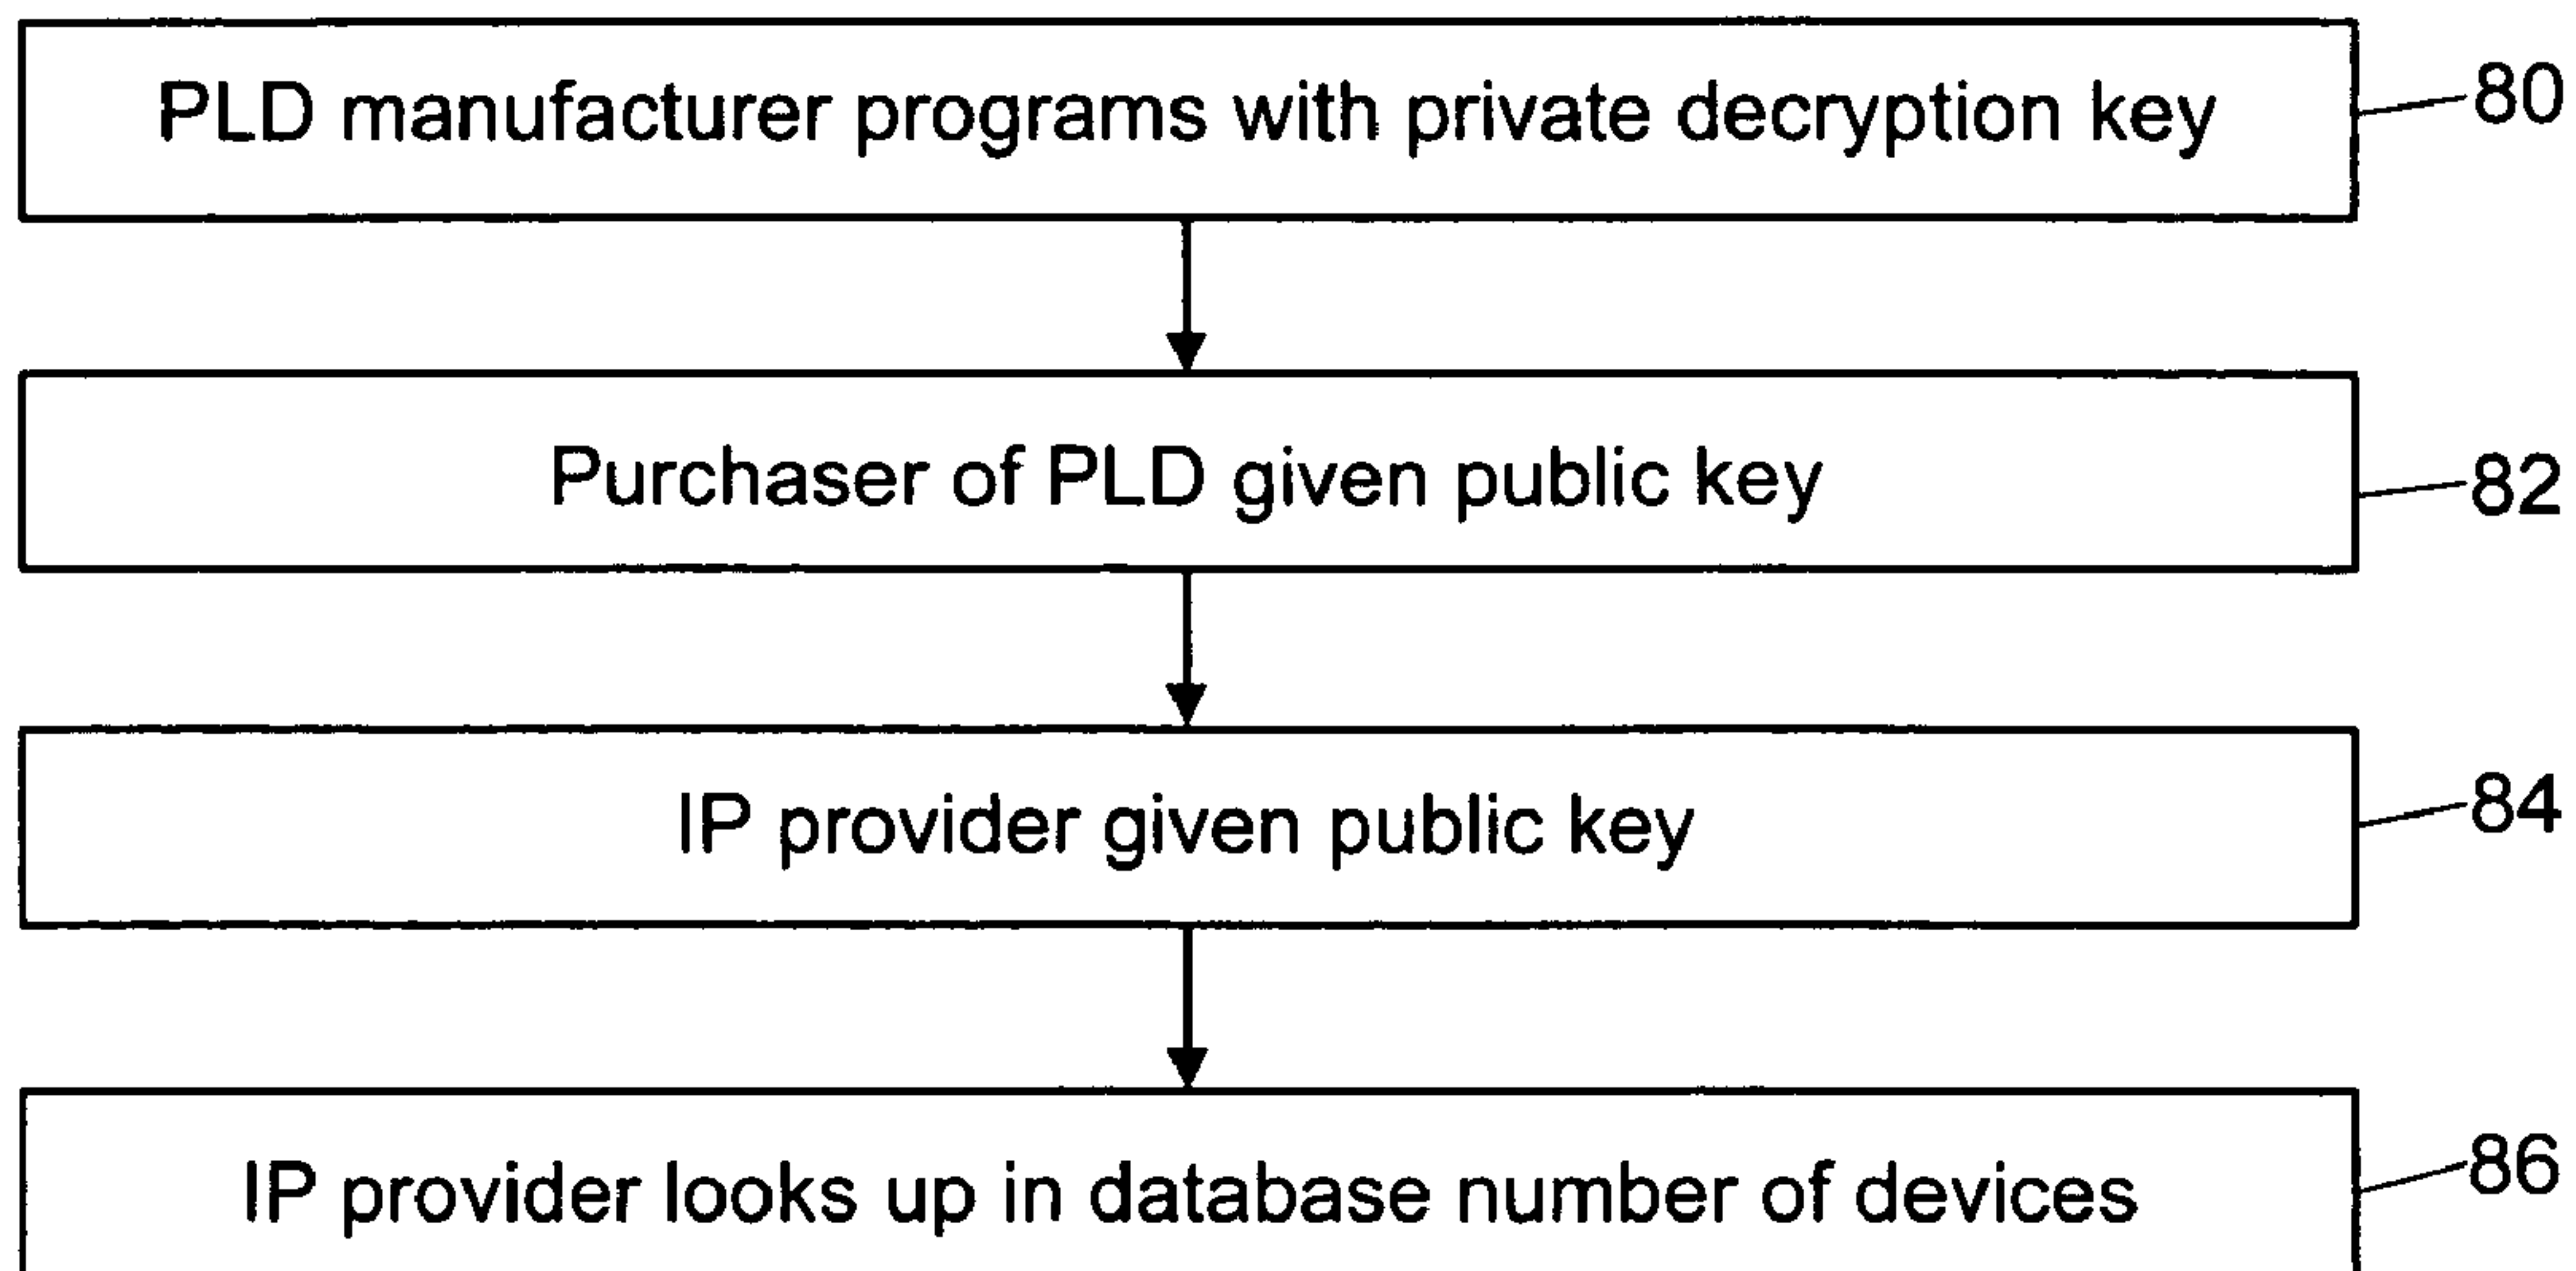 PLD manufacturer programs with private decryption key
80
Purchaser of PLD given public key
82
IP provider given public key
84
IP provider looks up in database number of devices
86